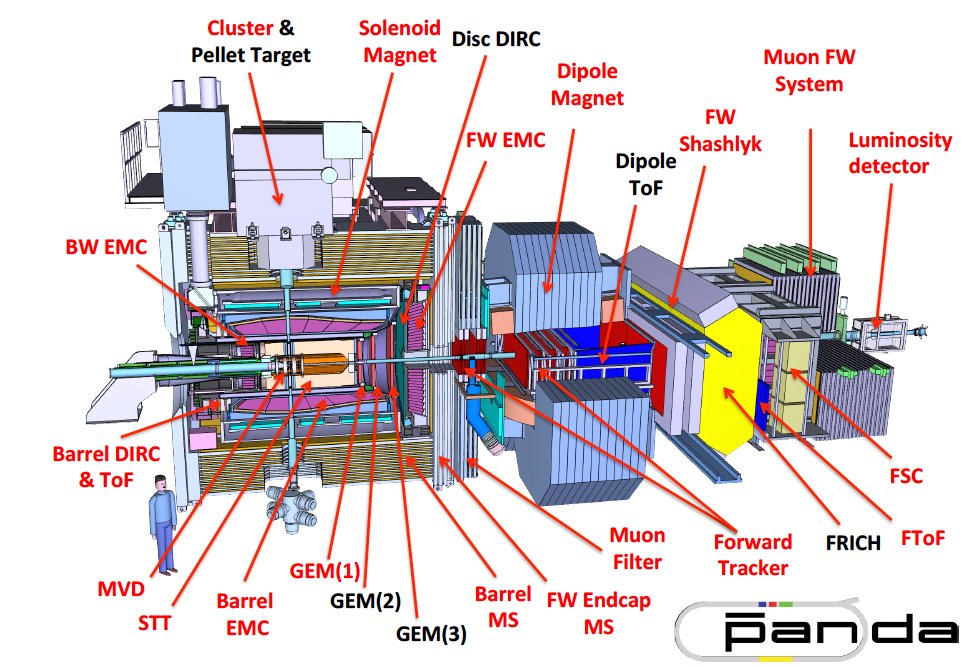 Cluster &
Pellet Target
Solenoid
Magnet
Disc DIRC
FW EMC
Dipole
Magnet
Dipole
ToF
FW
Shashlyk
Muon FW
System
Luminosity
detector
BW EMC
Barrel DIRC
& ToF
MVD
STT
Barrel
EMC
GEM(1)
GEM(2)
GEM(3)
Barrel
MS
FW Endcap
MS
Muon
Filter
Forward
Tracker
FRICH
FToF
FSC
panda